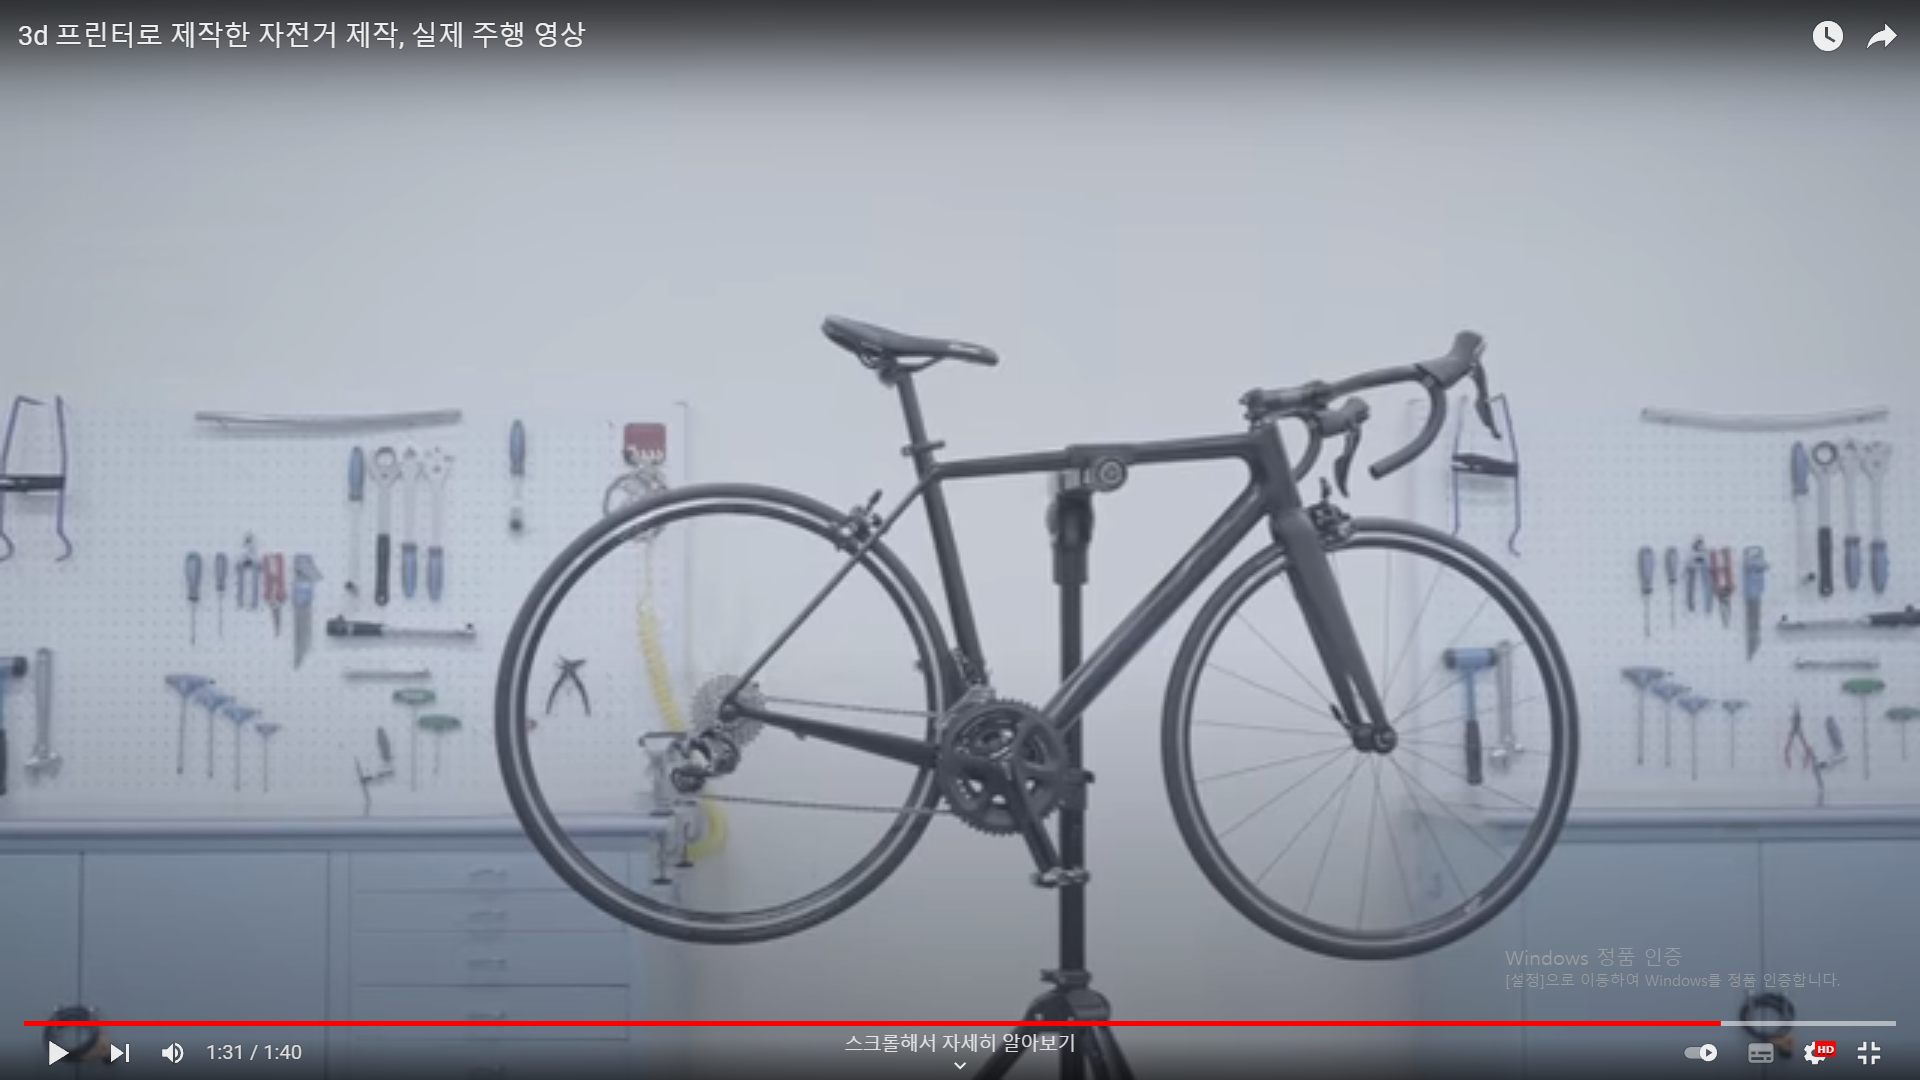 3d 프린터로 제작한 자전거 제작, 실제 주행 영상
Windows 정품 인증
[설정]으로 이동하여 Windows를 정품 인증합니다.
스크롤해서 자세히 알아보기
1:31 / 1:40
HD